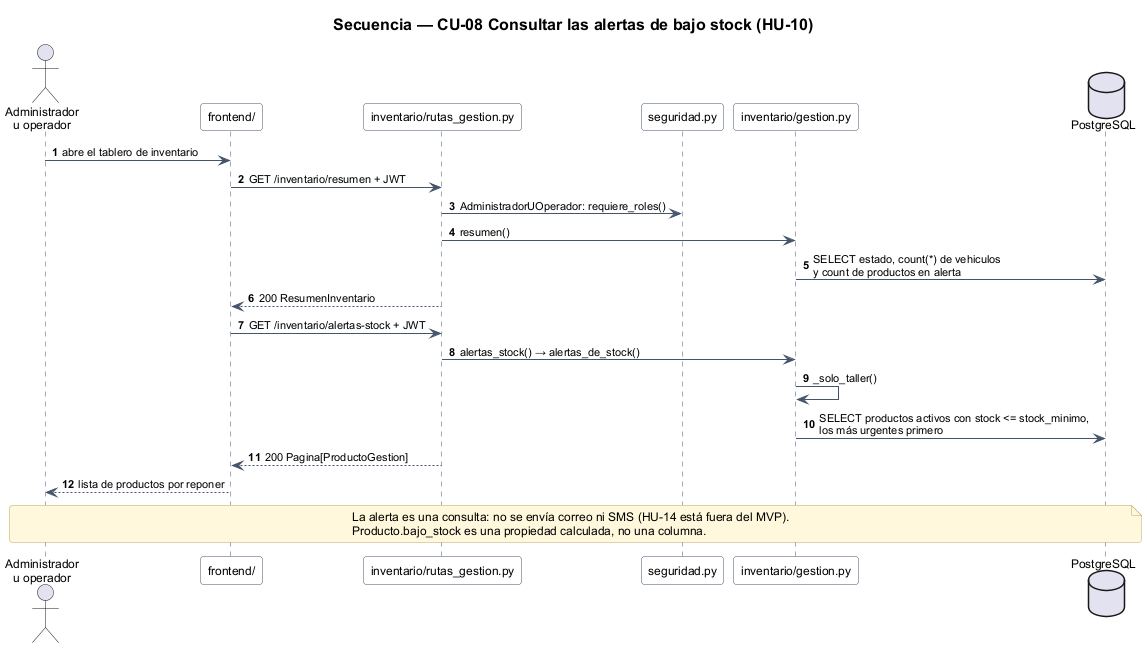 Secuencia — CU-08 Consultar las alertas de bajo stock (HU-10)
Administrador
u operador
frontend/
inventario/rutas_gestion.py
seguridad.py
inventario/gestion.py
PostgreSQL
1 abre el tablero de inventario
2 GET /inventario/resumen + JWT
3 AdministradorUOperador: requiere_roles()
4 resumen()
5 SELECT estado, count(*) de vehiculos
y count de productos en alerta
6 200 ResumenInventario
7 GET /inventario/alertas-stock + JWT
8 alertas_stock() → alertas_de_stock()
9 _solo_taller()
10 SELECT productos activos con stock <= stock_minimo,
los más urgentes primero
11 200 Pagina[ProductoGestion]
12 lista de productos por reponer
La alerta es una consulta: no se envía correo ni SMS (HU-14 está fuera del MVP).
Producto.bajo_stock es una propiedad calculada, no una columna.
Administrador
u operador
frontend/
inventario/rutas_gestion.py
seguridad.py
inventario/gestion.py
PostgreSQL